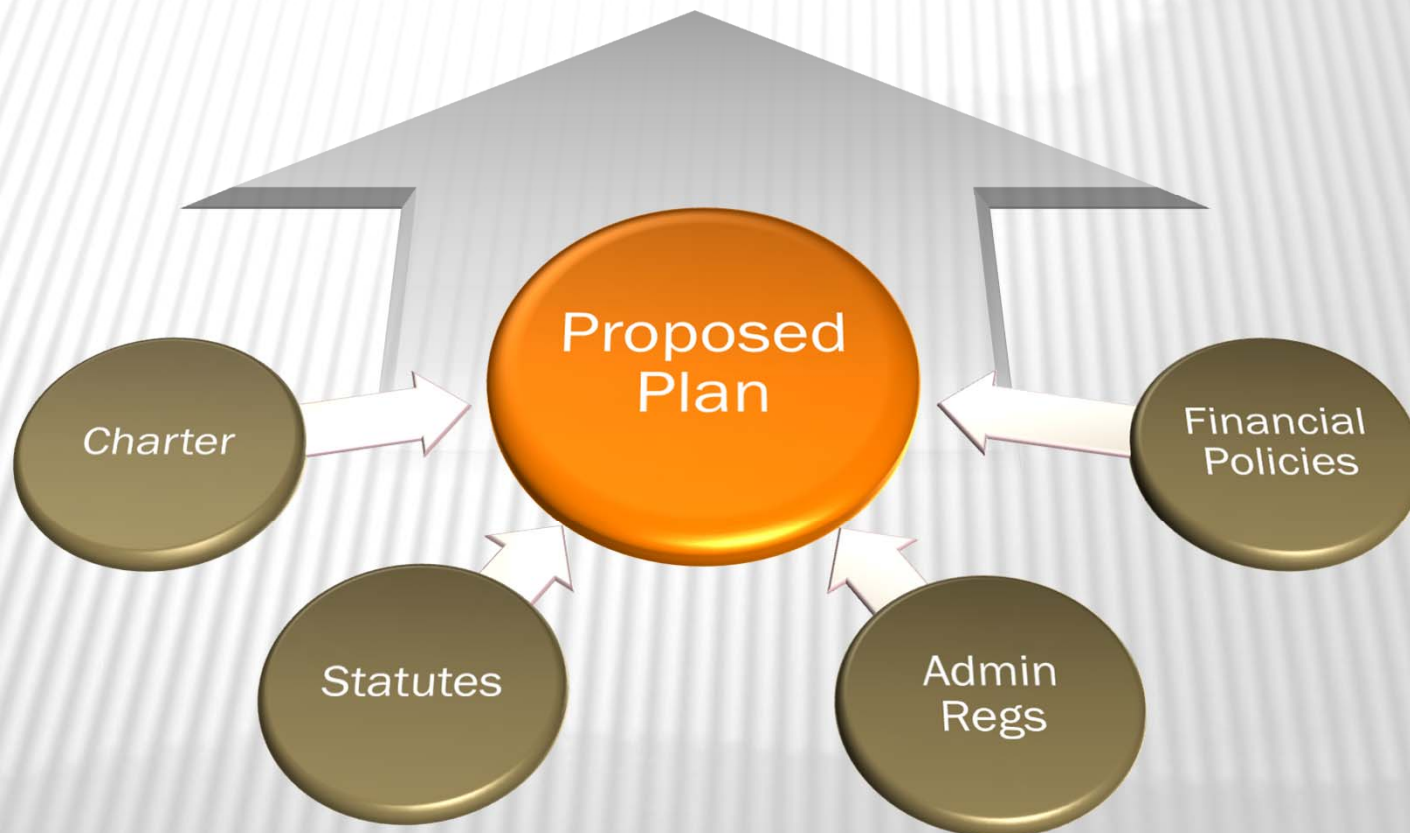 Proposed
Plan
Charter
Statutes
Admin
Regs
Financial
Policies